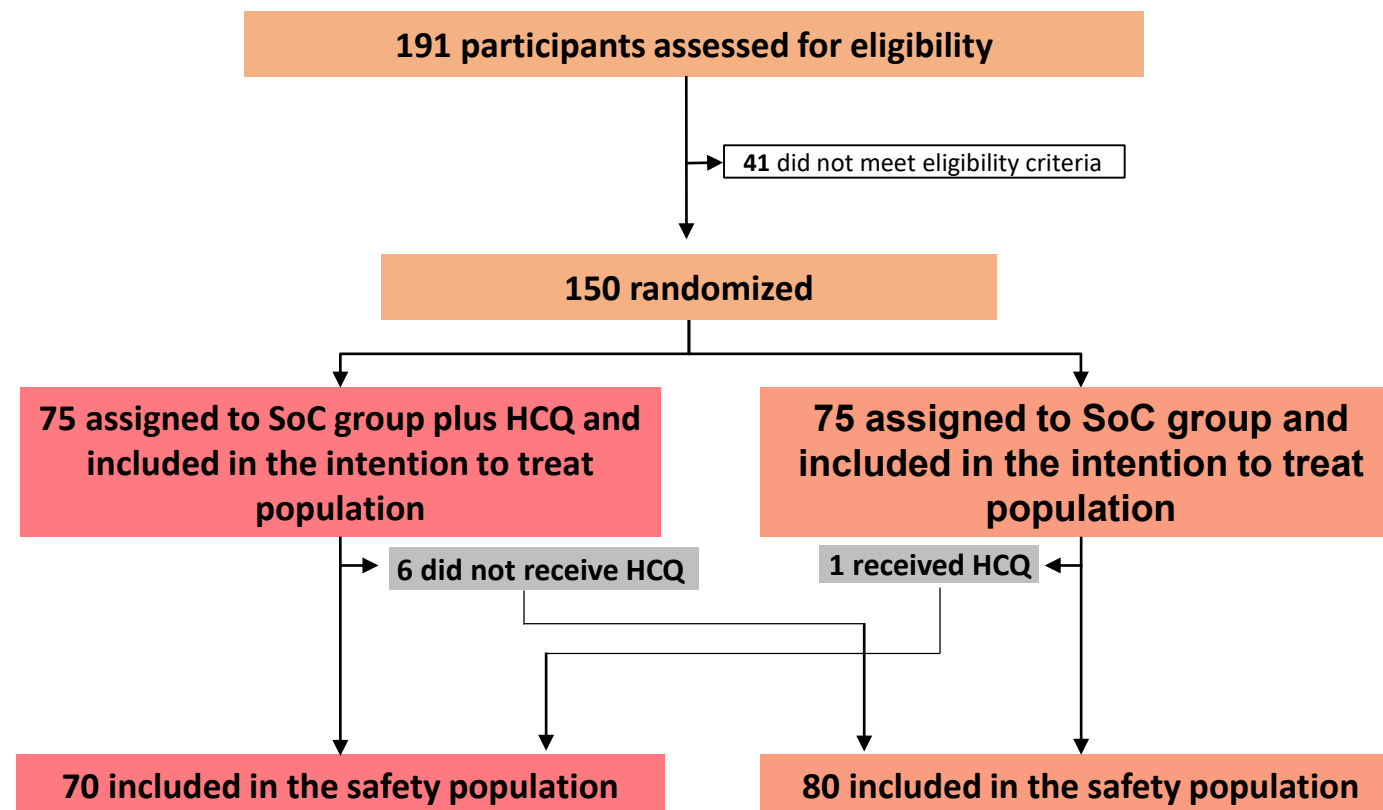 191 participants assessed for eligibility
41 did not meet eligibility criteria
150 randomized
75 assigned to SoC group plus HCQ and
included in the intention to treat
population
75 assigned to SoC group and
included in the intention to treat
population
6 did not receive HCQ
1 received HCQ
70 included in the safety population
80 included in the safety population